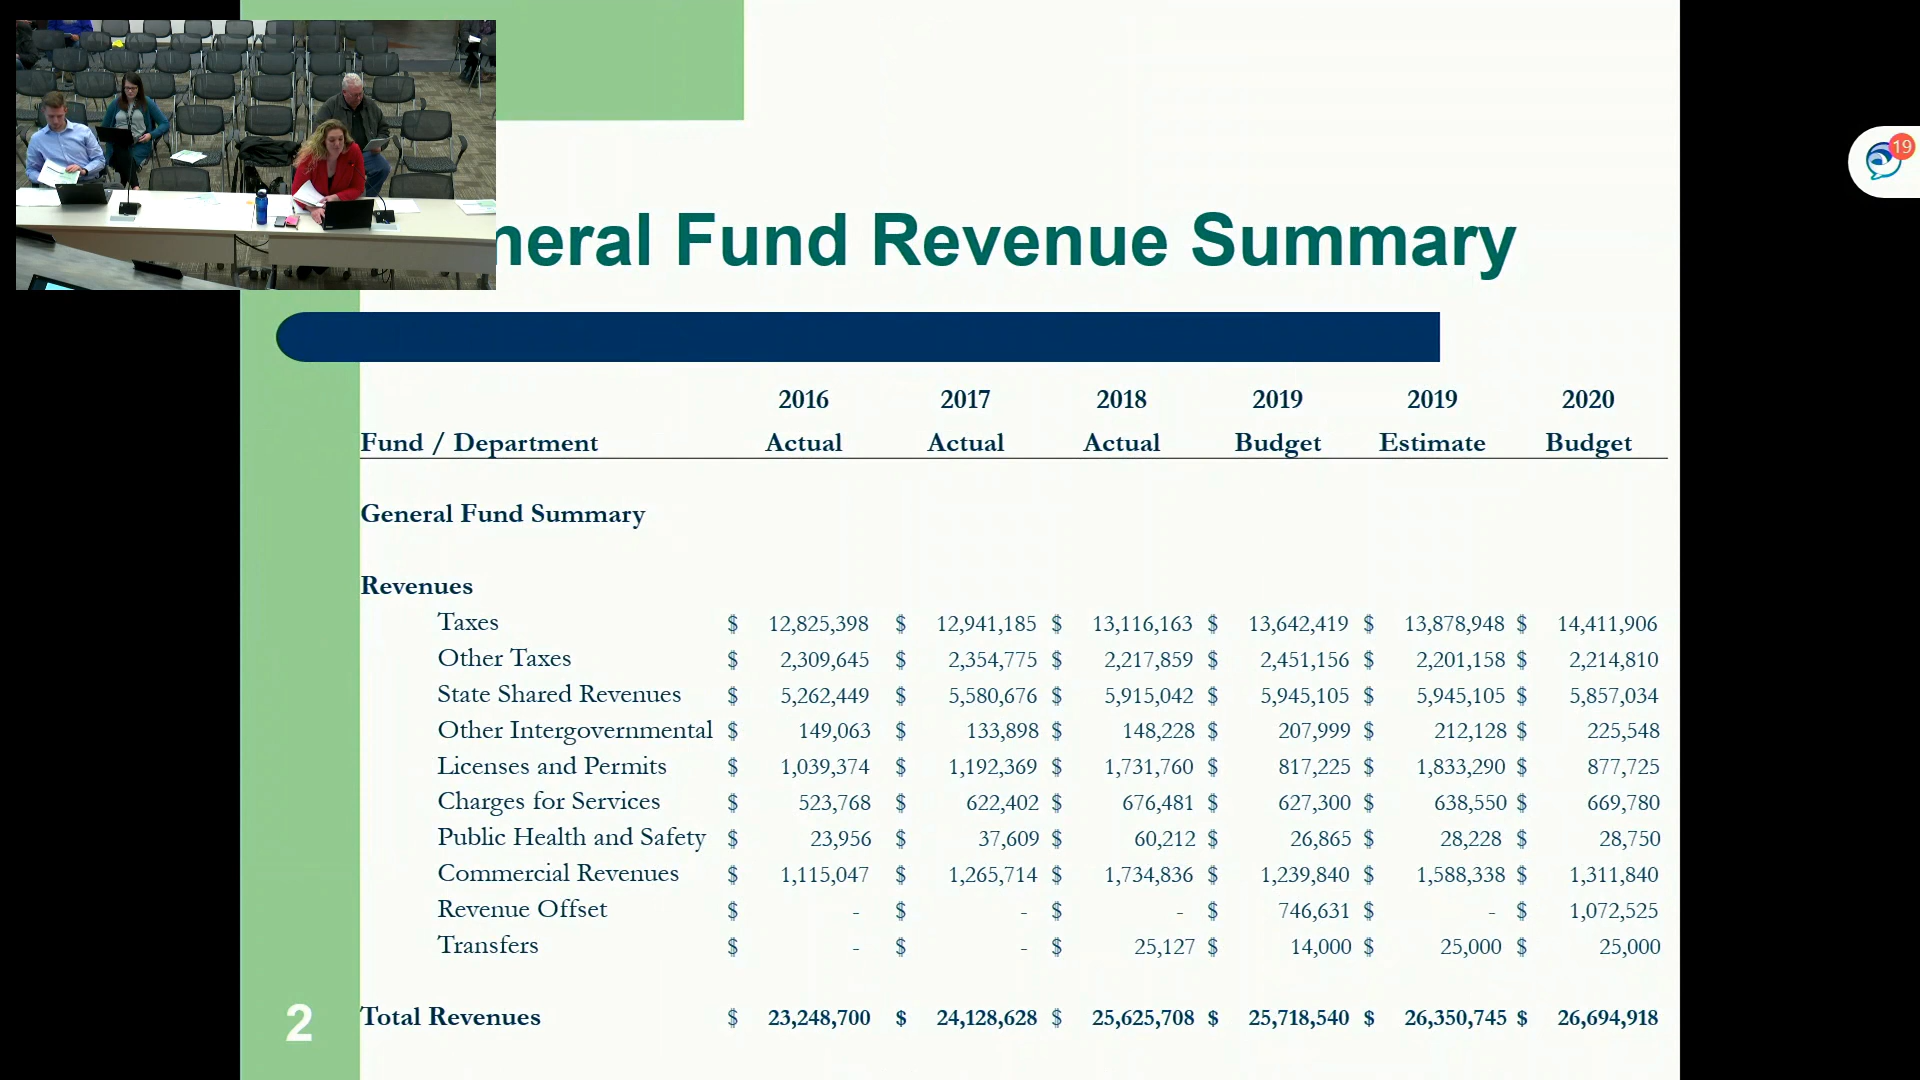 19
neral Fund Revenue Summary
2016 2017 2018 2019 2019 2020
Fund / Department Actual Actual Actual Budget Estimate Budget
General Fund Summary
Revenues
Taxes $ 12,825,398 $ 12,941,185 $ 13,116,163 $ 13,642,419 $ 13,878,948 $ 14,411,906
Other Taxes $ 2,309,645 $ 2,354,775 $ 2,217,859 $ 2,451,156 $ 2,201,158 $ 2,214,810
State Shared Revenues $ 5,262,449 $ 5,580,676 $ 5,915,042 $ 5,945,105 $ 5,945,105 $ 5,857,034
Other Intergovernmental $ 149,063 $ 133,898 $ 148,228 $ 207,999 $ 212,128 $ 225,548
Licenses and Permits $ 1,039,374 $ 1,192,369 $ 1,731,760 $ 817,225 $ 1,833,290 $ 877,725
Charges for Services $ 523,768 $ 622,402 $ 676,481 $ 627,300 $ 638,550 $ 669,780
Public Health and Safety $ 23,956 $ 37,609 $ 60,212 $ 26,865 $ 28,228 $ 28,750
Commercial Revenues $ 1,115,047 $ 1,265,714 $ 1,734,836 $ 1,239,840 $ 1,588,338 $ 1,311,840
Revenue Offset $ - $ - $ - $ 746,631 $ - $ 1,072,525
Transfers $ - $ - $ 25,127 $ 14,000 $ 25,000 $ 25,000
Total Revenues $ 23,248,700 $ 24,128,628 $ 25,625,708 $ 25,718,540 $ 26,350,745 $ 26,694,918
2